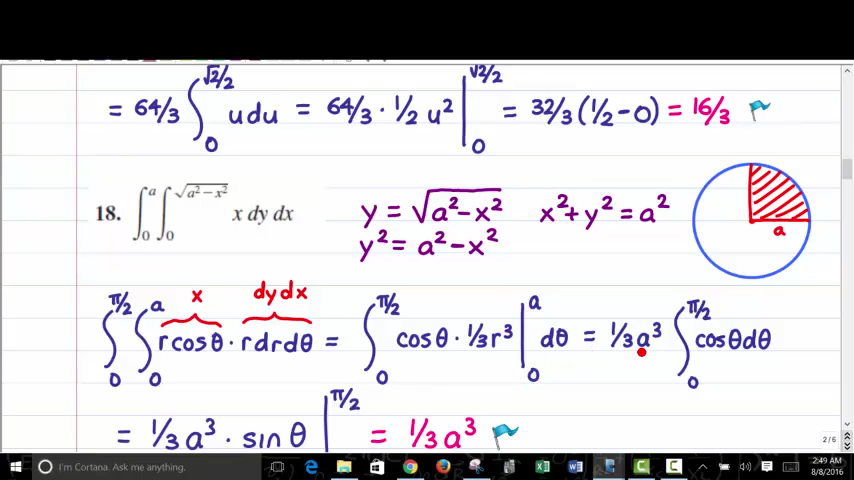 = 64/3 ∫₀^(√2/2) u du = 64/3 · 1/2 u² |₀^(√2/2) = 32/3 (1/2 − 0) = 16/3
18. ∫₀^a ∫₀^√(a² − x²) x dy dx
y = √(a² − x²) x² + y² = a²
y² = a² − x²
a
x dydx
∫₀^(π/2) ∫₀^a r cosθ · r dr dθ = ∫₀^(π/2) cosθ · 1/3 r³ |₀^a dθ = 1/3 a³ ∫₀^(π/2) cosθ dθ
= 1/3 a³ · sin θ |^(π/2) = 1/3 a³
2/6
I'm Cortana. Ask me anything.
2:49 AM
8/8/2016